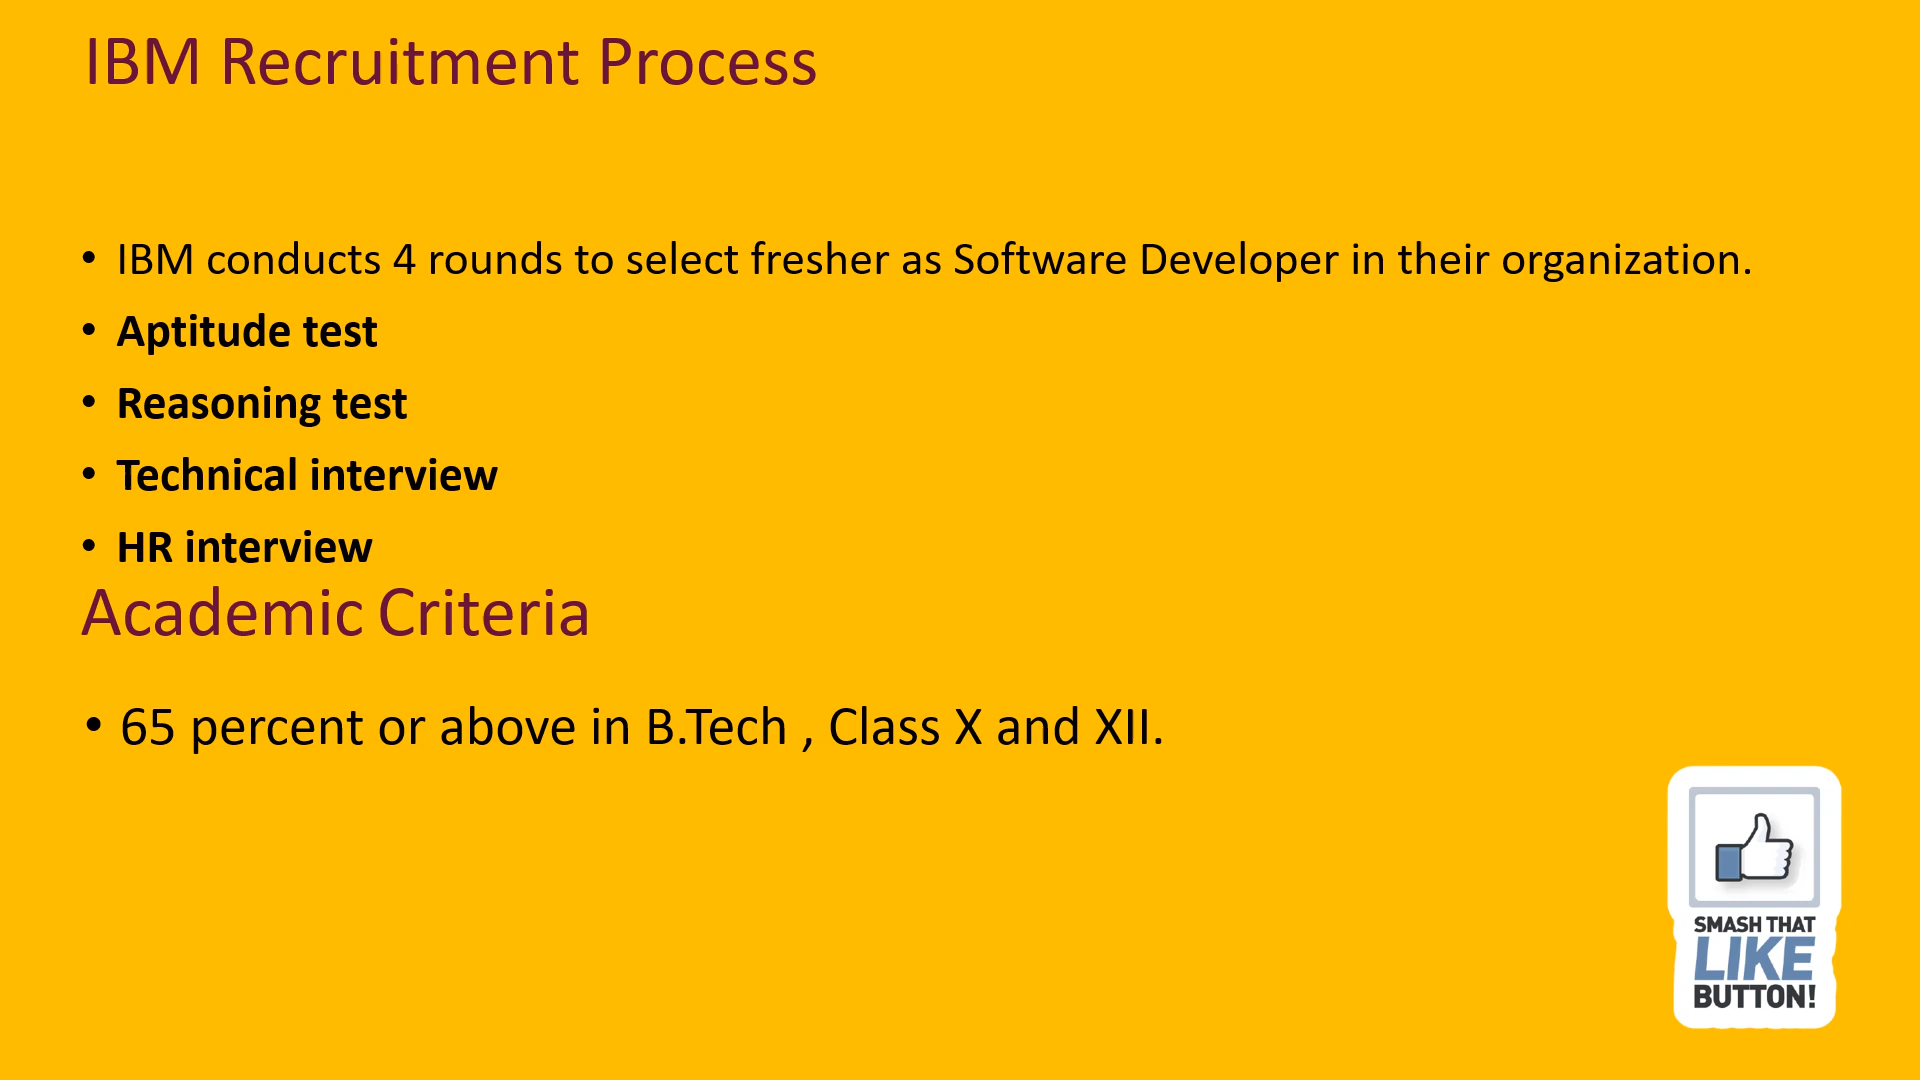 IBM Recruitment Process
• IBM conducts 4 rounds to select fresher as Software Developer in their organization.
• Aptitude test
• Reasoning test
• Technical interview
• HR interview
Academic Criteria
• 65 percent or above in B.Tech , Class X and XII.
SMASH THAT
LIKE
BUTTON!